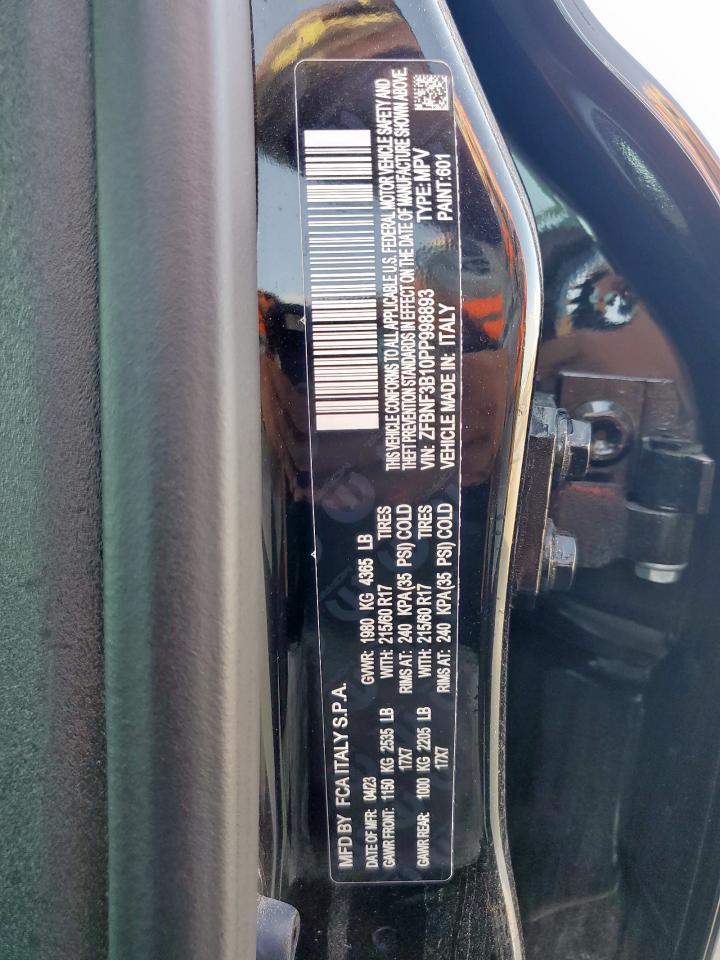 MFD BY FCA ITALY S.P.A.
DATE OF MFR: 04/23 GVWR: 1980 KG 4365 LB
GAWR FRONT: 1150 KG 2535 LB WITH: 215/60 R17 TIRES
17X7 RIMS AT: 240 KPA(35 PSI) COLD
GAWR REAR: 1000 KG 2205 LB WITH: 215/60 R17 TIRES
17X7 RIMS AT: 240 KPA(35 PSI) COLD
THIS VEHICLE CONFORMS TO ALL APPLICABLE U.S. FEDERAL MOTOR VEHICLE SAFETY AND
THEFT PREVENTION STANDARDS IN EFFECT ON THE DATE OF MANUFACTURE SHOWN ABOVE.
VIN: ZFBNF3B10PP998893 TYPE:MPV
VEHICLE MADE IN: ITALY PAINT:601